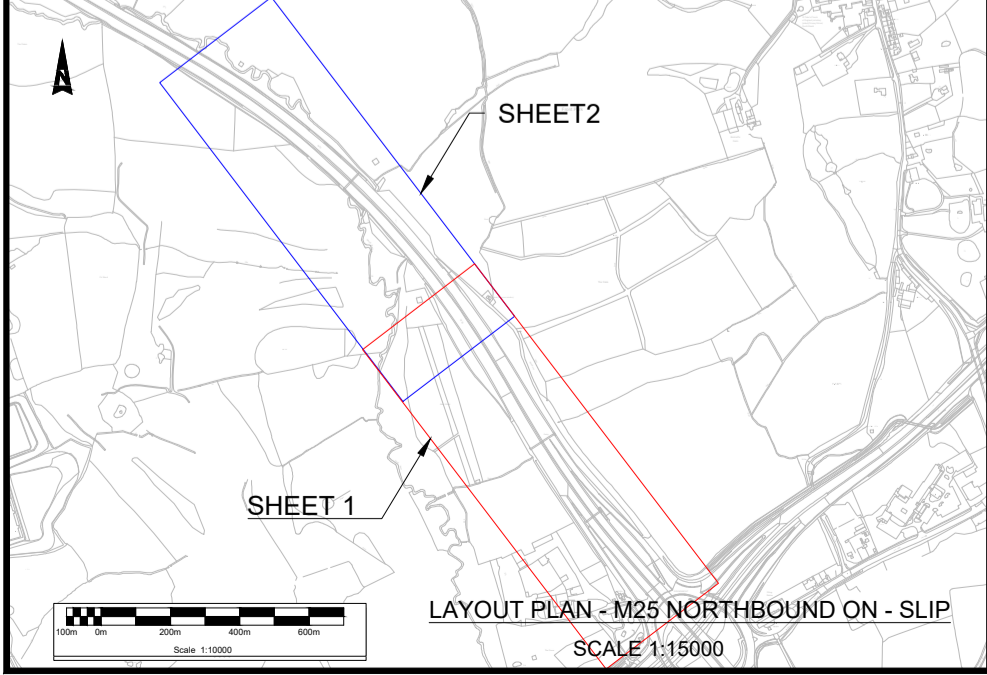 N
SHEET2
SHEET 1
LAYOUT PLAN - M25 NORTHBOUND ON - SLIP
SCALE 1:15000
100m 0m 200m 400m 600m
Scale 1:10000